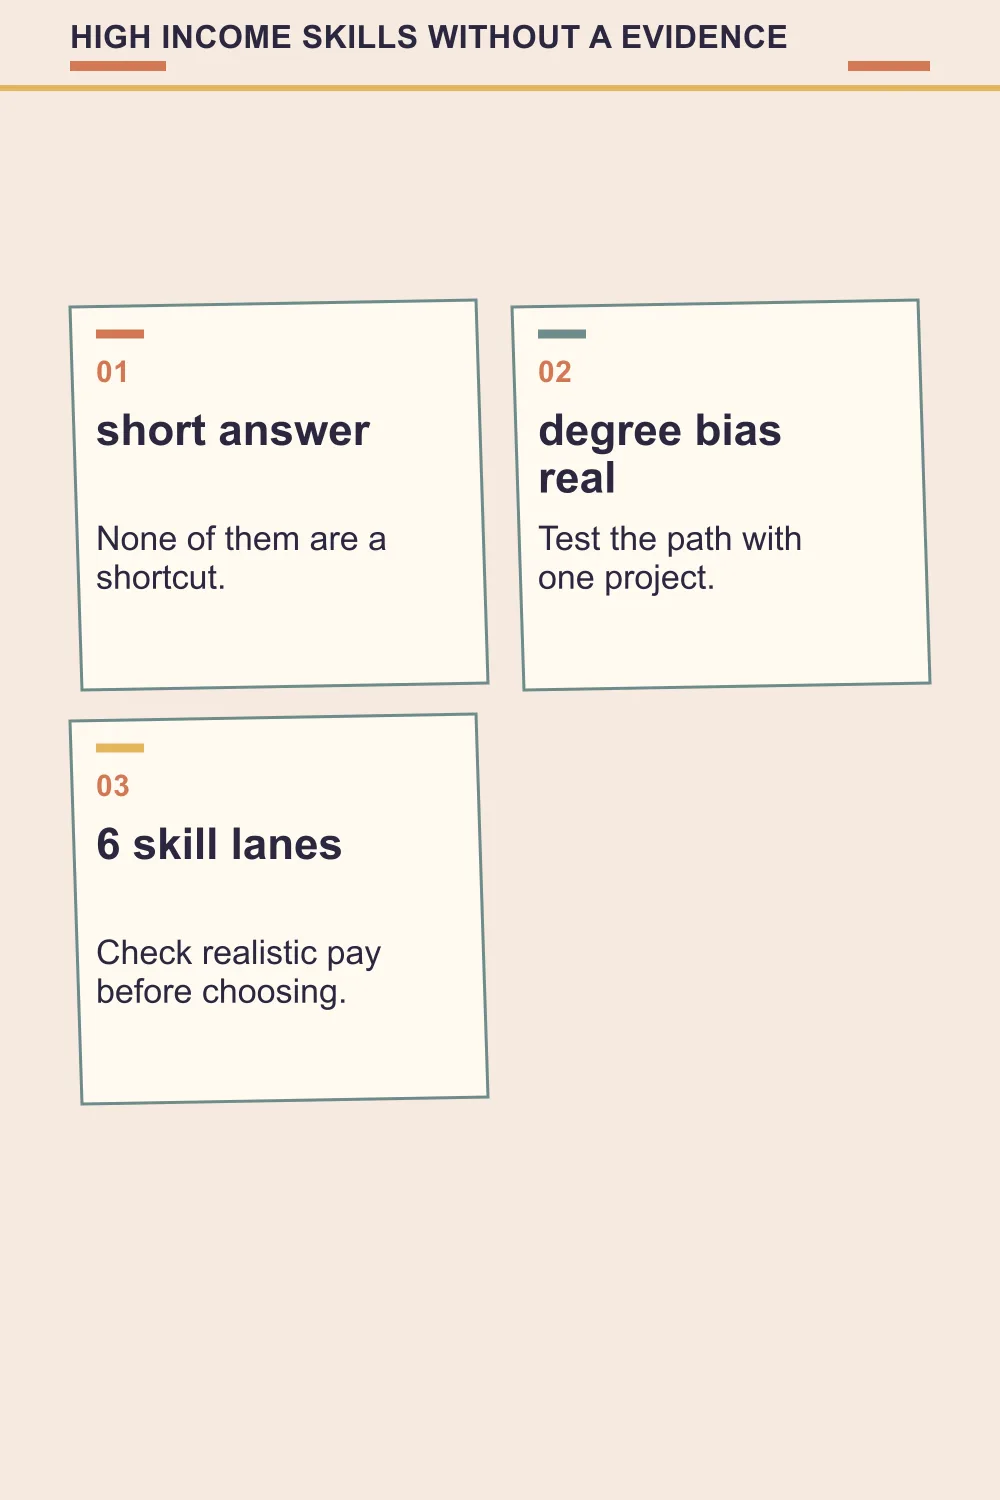 HIGH INCOME SKILLS WITHOUT A EVIDENCE
01
short answer
None of them are a
shortcut.
02
degree bias
real
Test the path with
one project.
03
6 skill lanes
Check realistic pay
before choosing.